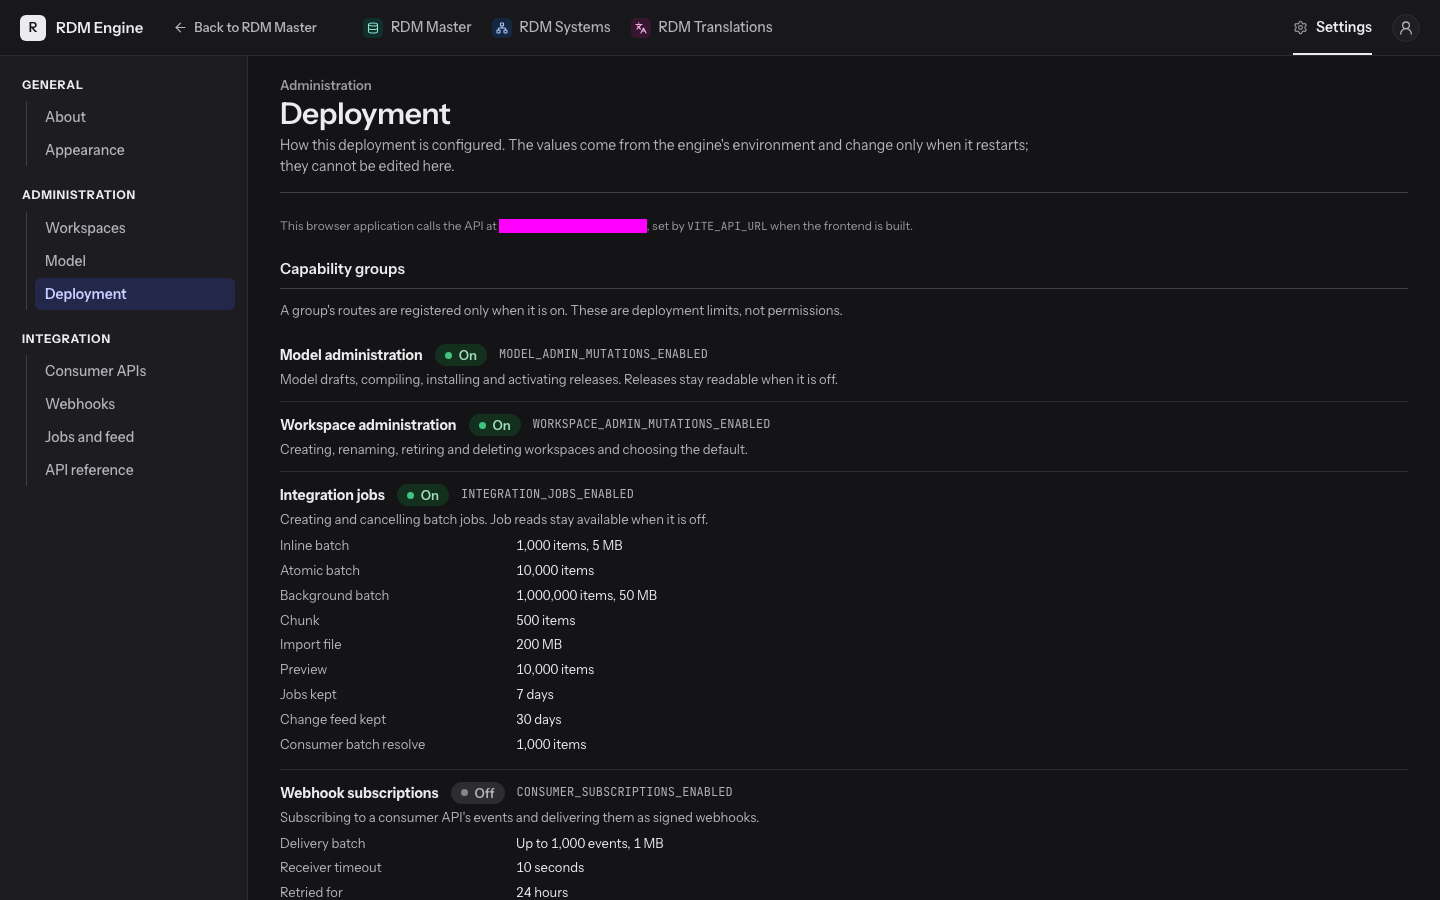 R RDM Engine
Back to RDM Master
RDM Master
RDM Systems
RDM Translations
Settings
GENERAL
About
Appearance
ADMINISTRATION
Workspaces
Model
Deployment
INTEGRATION
Consumer APIs
Webhooks
Jobs and feed
API reference
Administration
Deployment
How this deployment is configured. The values come from the engine's environment and change only when it restarts;
they cannot be edited here.
This browser application calls the API at , set by VITE_API_URL when the frontend is built.
Capability groups
A group's routes are registered only when it is on. These are deployment limits, not permissions.
Model administration On MODEL_ADMIN_MUTATIONS_ENABLED
Model drafts, compiling, installing and activating releases. Releases stay readable when it is off.
Workspace administration On WORKSPACE_ADMIN_MUTATIONS_ENABLED
Creating, renaming, retiring and deleting workspaces and choosing the default.
Integration jobs On INTEGRATION_JOBS_ENABLED
Creating and cancelling batch jobs. Job reads stay available when it is off.
Inline batch 1,000 items, 5 MB
Atomic batch 10,000 items
Background batch 1,000,000 items, 50 MB
Chunk 500 items
Import file 200 MB
Preview 10,000 items
Jobs kept 7 days
Change feed kept 30 days
Consumer batch resolve 1,000 items
Webhook subscriptions Off CONSUMER_SUBSCRIPTIONS_ENABLED
Subscribing to a consumer API's events and delivering them as signed webhooks.
Delivery batch Up to 1,000 events, 1 MB
Receiver timeout 10 seconds
Retried for 24 hours